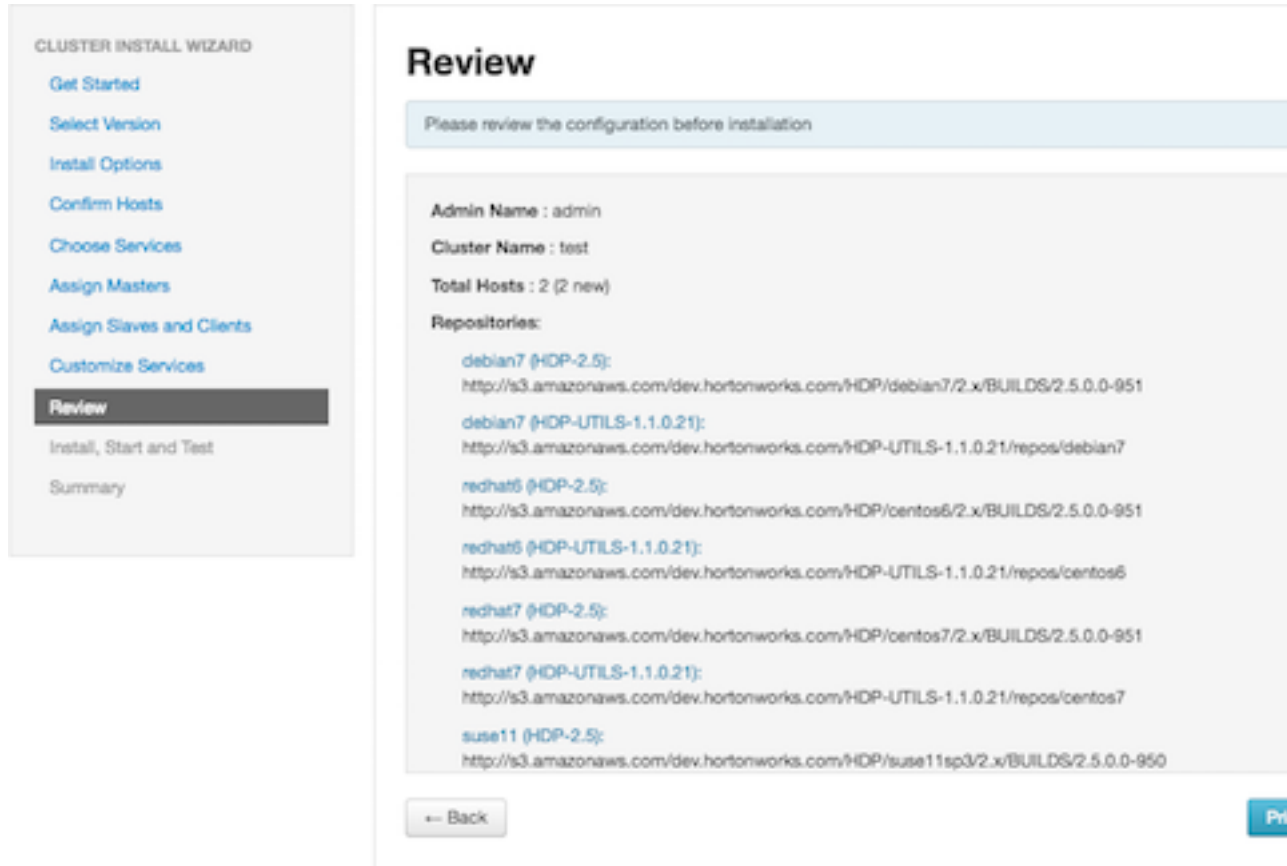 CLUSTER INSTALL WIZARD
Get Started
Select Version
Install Options
Confirm Hosts
Choose Services
Assign Masters
Assign Slaves and Clients
Customize Services
Review
Install, Start and Test
Summary
Review
Please review the configuration before installation
Admin Name : admin
Cluster Name : test
Total Hosts : 2 (2 new)
Repositories:
debian7 (HDP-2.5):
http://s3.amazonaws.com/dev.hortonworks.com/HDP/debian7/2.x/BUILDS/2.5.0.0-951
debian7 (HDP-UTILS-1.1.0.21):
http://s3.amazonaws.com/dev.hortonworks.com/HDP-UTILS-1.1.0.21/repos/debian7
redhat6 (HDP-2.5):
http://s3.amazonaws.com/dev.hortonworks.com/HDP/centos6/2.x/BUILDS/2.5.0.0-951
redhat6 (HDP-UTILS-1.1.0.21):
http://s3.amazonaws.com/dev.hortonworks.com/HDP-UTILS-1.1.0.21/repos/centos6
redhat7 (HDP-2.5):
http://s3.amazonaws.com/dev.hortonworks.com/HDP/centos7/2.x/BUILDS/2.5.0.0-951
redhat7 (HDP-UTILS-1.1.0.21):
http://s3.amazonaws.com/dev.hortonworks.com/HDP-UTILS-1.1.0.21/repos/centos7
suse11 (HDP-2.5):
http://s3.amazonaws.com/dev.hortonworks.com/HDP/suse11sp3/2.x/BUILDS/2.5.0.0-950
← Back